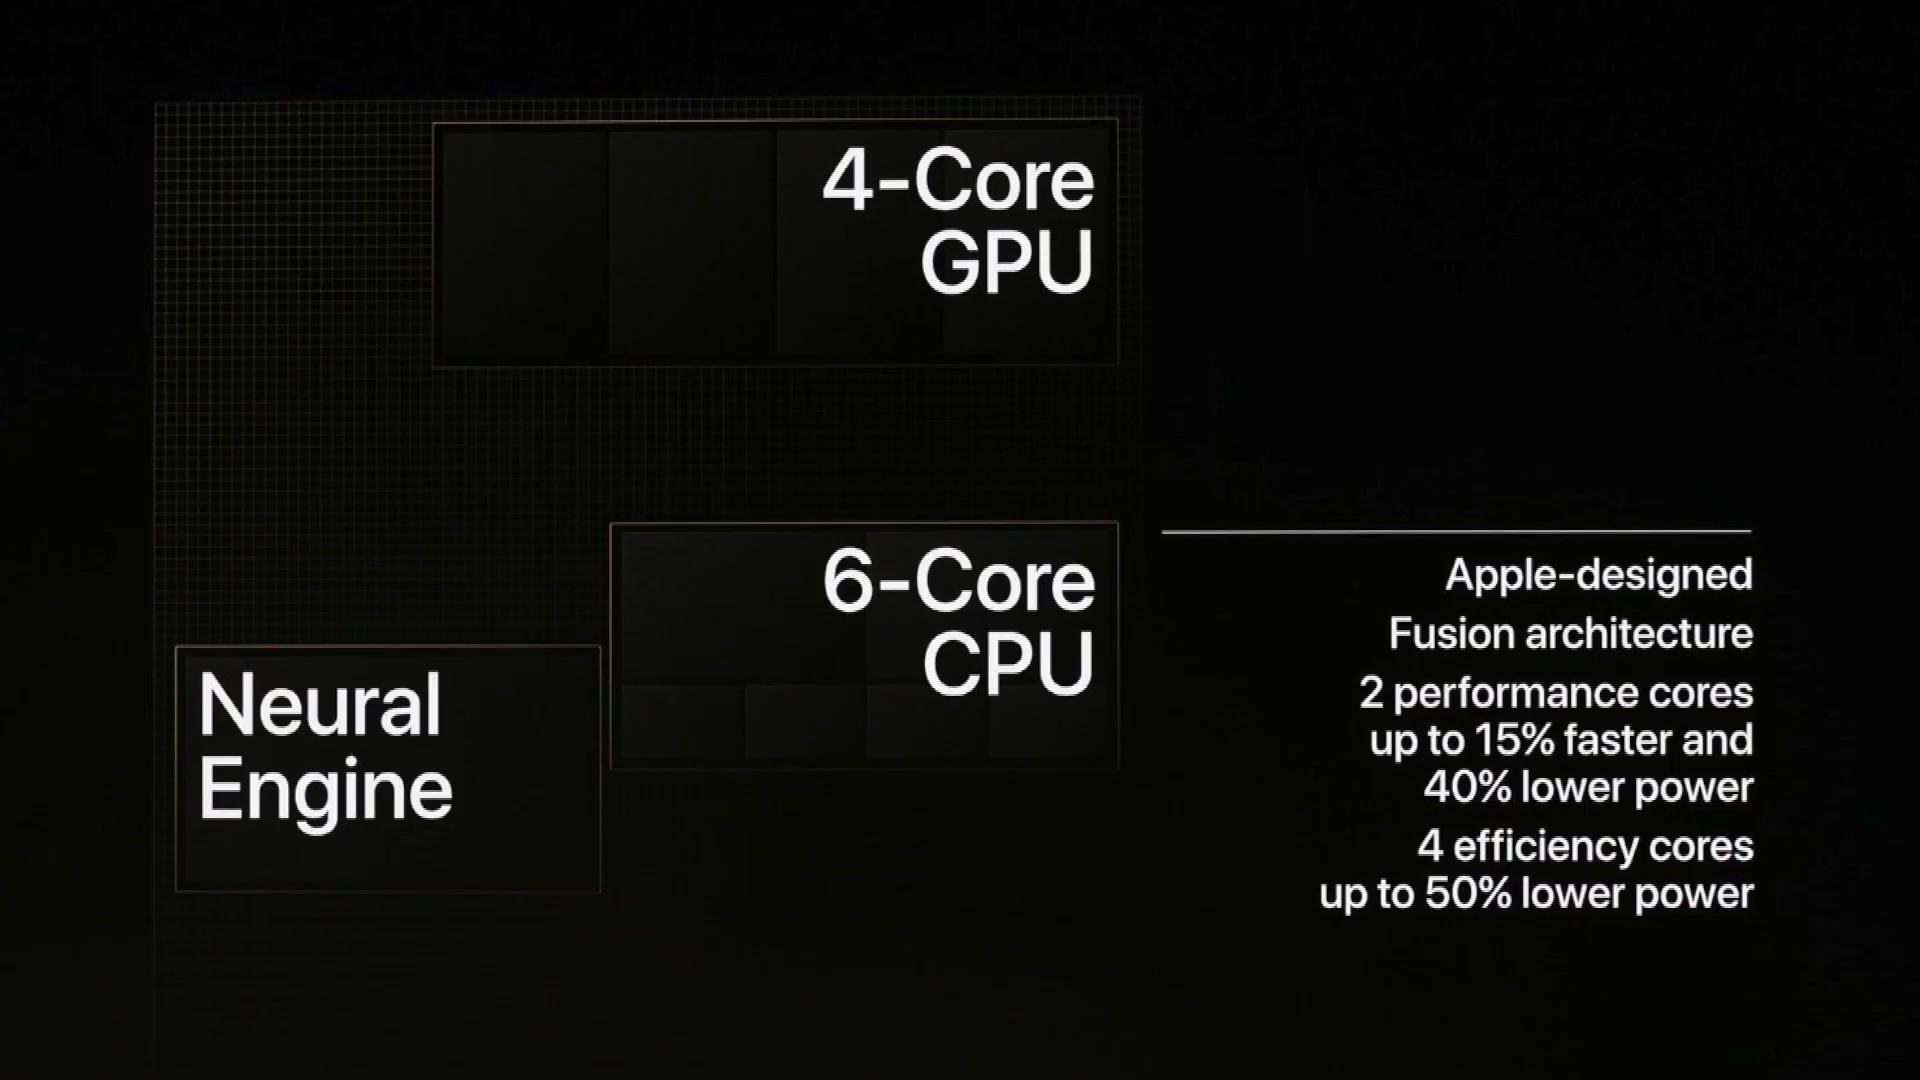 4-Core
GPU
6-Core
CPU
Neural
Engine
Apple-designed
Fusion architecture
2 performance cores
up to 15% faster and
40% lower power
4 efficiency cores
up to 50% lower power